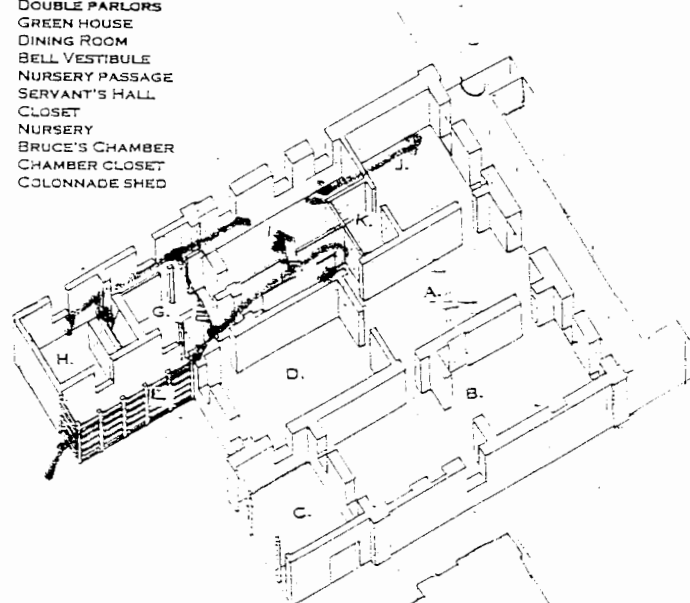 DOUBLE PARLORS
GREEN HOUSE
DINING ROOM
BELL VESTIBULE
NURSERY PASSAGE
SERVANT'S HALL
CLOSET
NURSERY
BRUCE'S CHAMBER
CHAMBER CLOSET
COLONNADE SHED
J.
K.
I.
A.
G.
H.
D.
F.
B.
C.